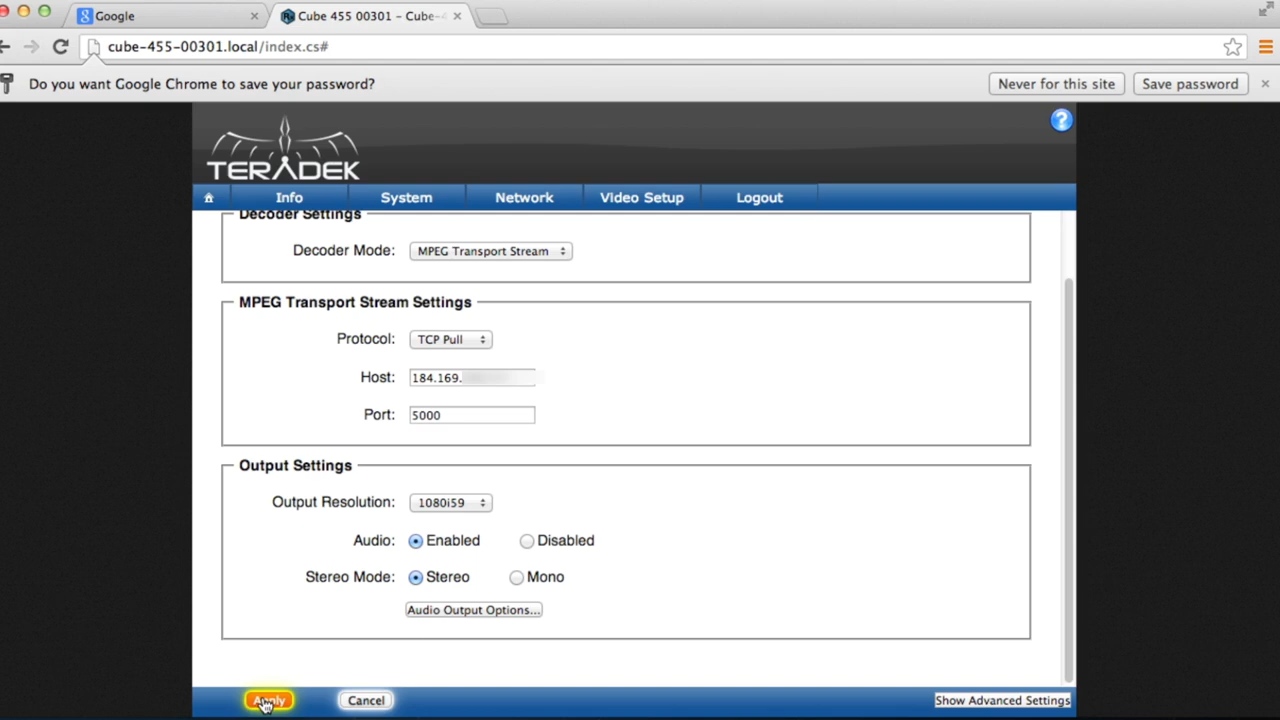 Google
Cube 455 00301 – Cube-
cube-455-00301.local/index.cs#
Do you want Google Chrome to save your password?
Never for this site
Save password
TERADEK
Info
System
Network
Video Setup
Logout
Decoder Settings
Decoder Mode: MPEG Transport Stream
MPEG Transport Stream Settings
Protocol: TCP Pull
Host: 184.169.
Port: 5000
Output Settings
Output Resolution: 1080i59
Audio: Enabled Disabled
Stereo Mode: Stereo Mono
Audio Output Options...
Apply
Cancel
Show Advanced Settings